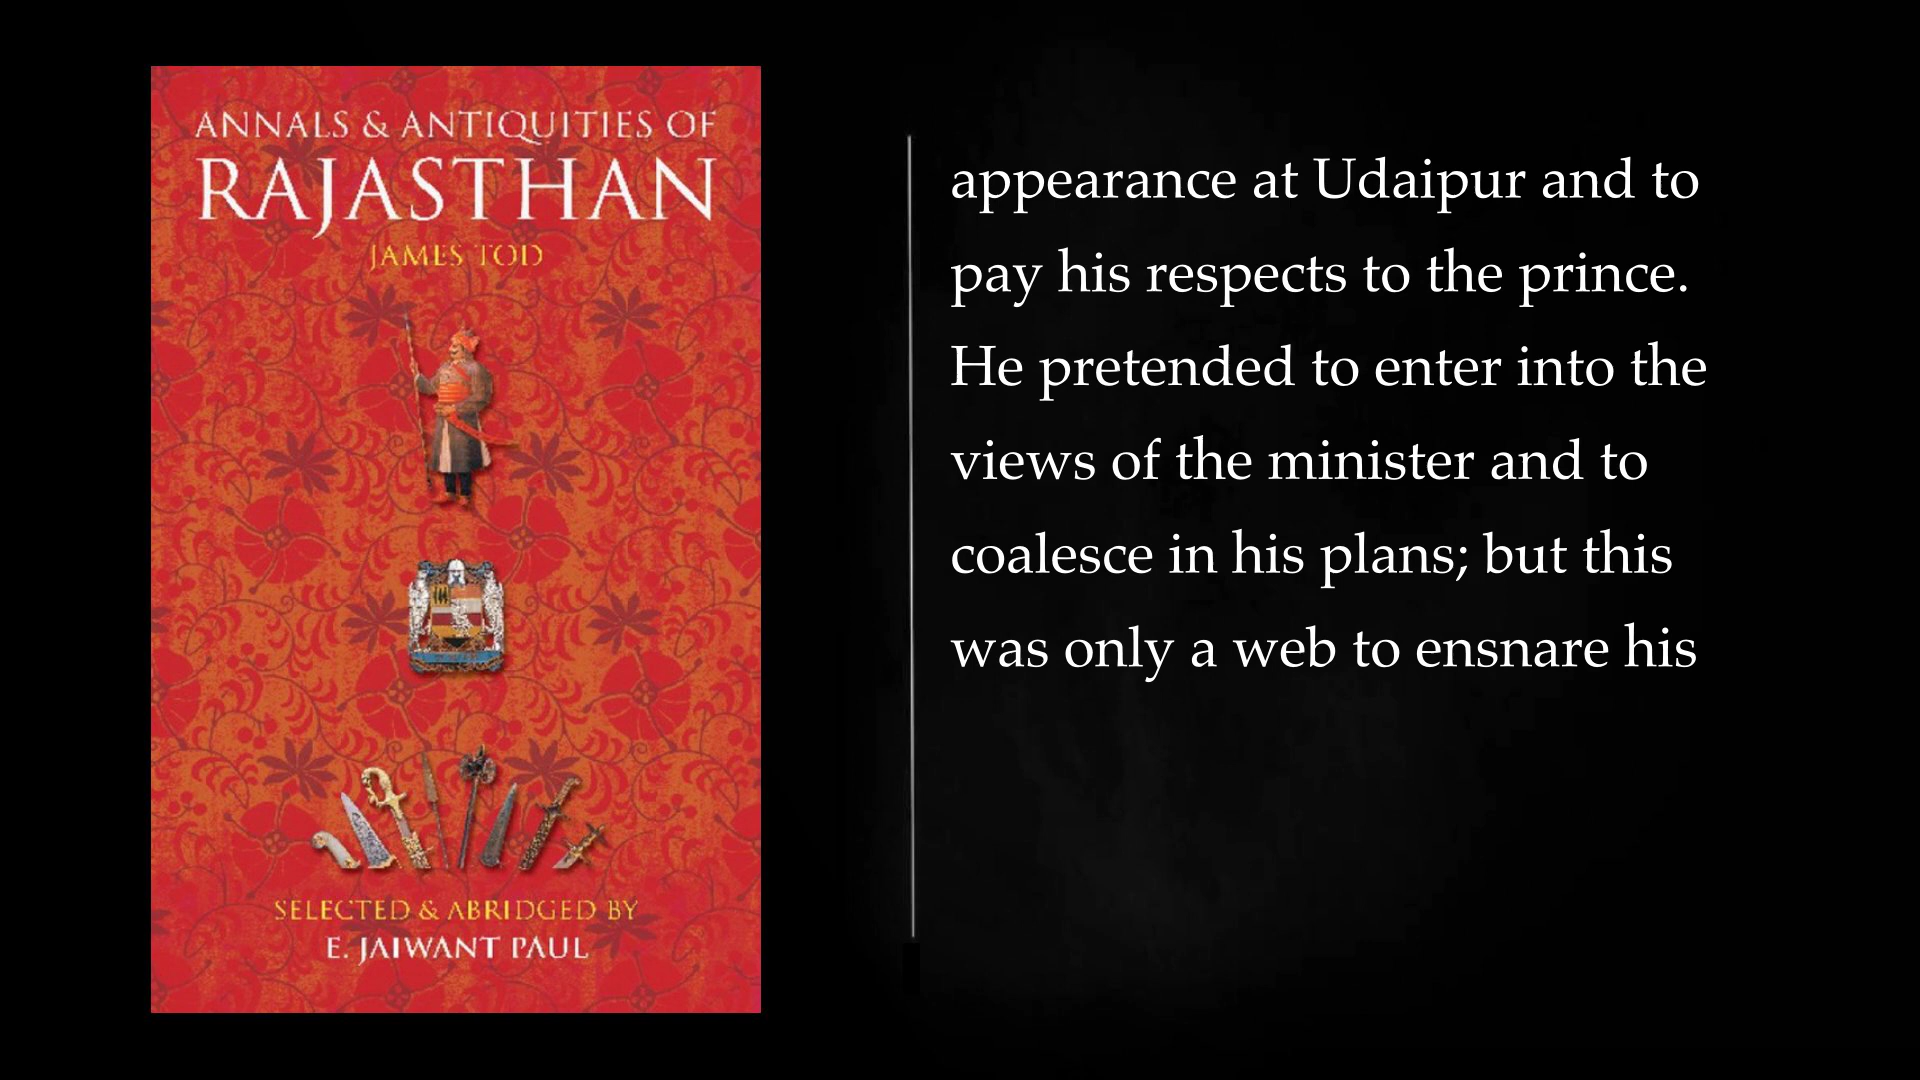 ANNALS & ANTIQUITIES OF
RAJASTHAN
JAMES TOD
SELECTED & ABRIDGED BY
E. JAIWANT PAUL
appearance at Udaipur and to
pay his respects to the prince.
He pretended to enter into the
views of the minister and to
coalesce in his plans; but this
was only a web to ensnare his